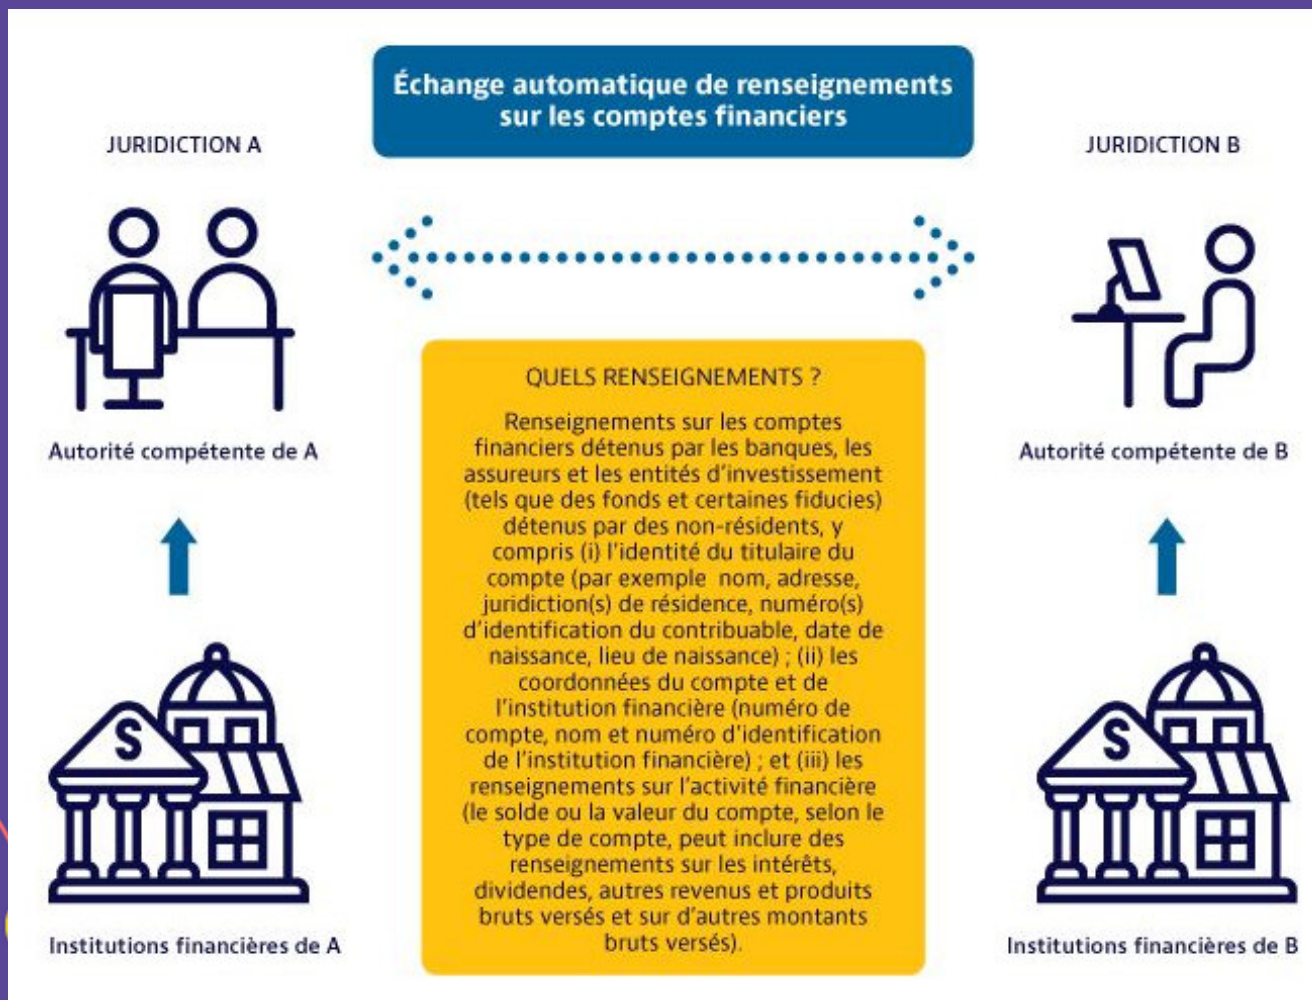 Échange automatique de renseignements
sur les comptes financiers
JURIDICTION A
JURIDICTION B
Autorité compétente de A
Autorité compétente de B
QUELS RENSEIGNEMENTS ?
Renseignements sur les comptes
financiers détenus par les banques, les
assureurs et les entités d'investissement
(tels que des fonds et certaines fiducies)
détenus par des non-résidents, y
compris (i) l'identité du titulaire du
compte (par exemple nom, adresse,
juridiction(s) de résidence, numéro(s)
d'identification du contribuable, date de
naissance, lieu de naissance) ; (ii) les
coordonnées du compte et de
l'institution financière (numéro de
compte, nom et numéro d'identification
de l'institution financière) ; et (iii) les
renseignements sur l'activité financière
(le solde ou la valeur du compte, selon le
type de compte, peut inclure des
renseignements sur les intérêts,
dividendes, autres revenus et produits
bruts versés et sur d'autres montants
bruts versés).
S
S
Institutions financières de A
Institutions financières de B